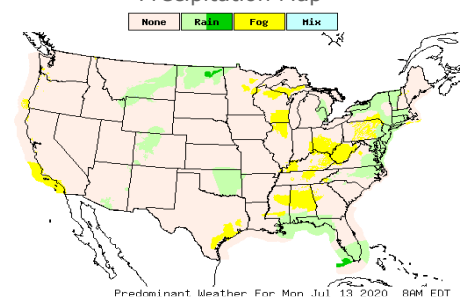 Precipitation Map
None Rain Fog Mix
Predominant Weather For Mon Jul 13 2020 8AM EDT